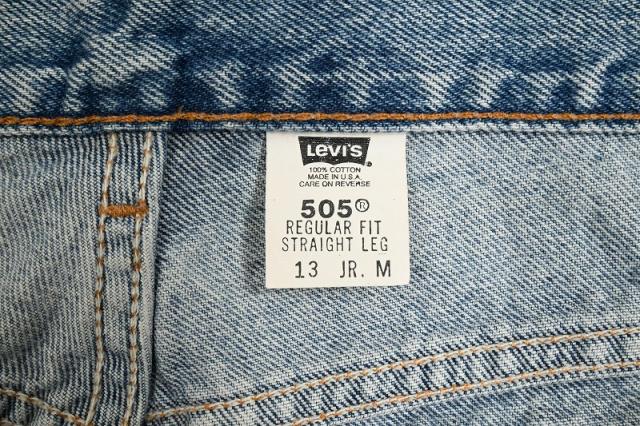 Levi's
100% COTTON
MADE IN U.S.A.
CARE ON REVERSE
505®
REGULAR FIT
STRAIGHT LEG
13 JR. M